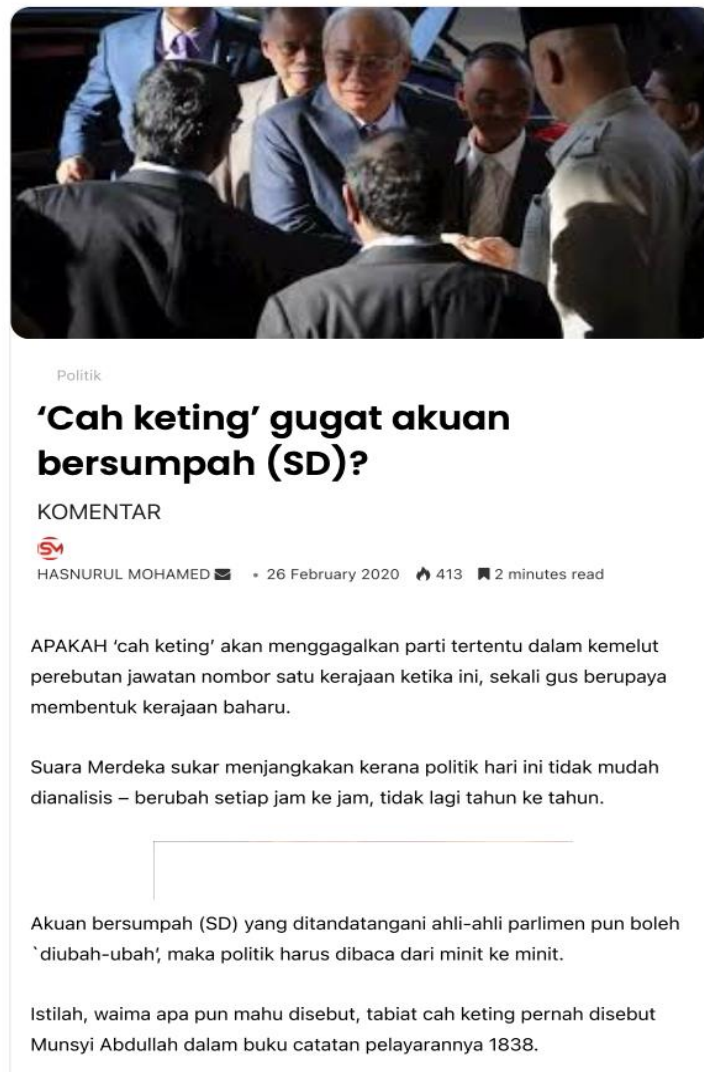 Politik
‘Cah keting’ gugat akuan
bersumpah (SD)?
KOMENTAR
SM
HASNURUL MOHAMED • 26 February 2020 413 2 minutes read
APAKAH ‘cah keting’ akan menggagalkan parti tertentu dalam kemelut
perebutan jawatan nombor satu kerajaan ketika ini, sekali gus berupaya
membentuk kerajaan baharu.
Suara Merdeka sukar menjangkakan kerana politik hari ini tidak mudah
dianalisis – berubah setiap jam ke jam, tidak lagi tahun ke tahun.
Akuan bersumpah (SD) yang ditandatangani ahli-ahli parlimen pun boleh
`diubah-ubah’, maka politik harus dibaca dari minit ke minit.
Istilah, waima apa pun mahu disebut, tabiat cah keting pernah disebut
Munsyi Abdullah dalam buku catatan pelayarannya 1838.